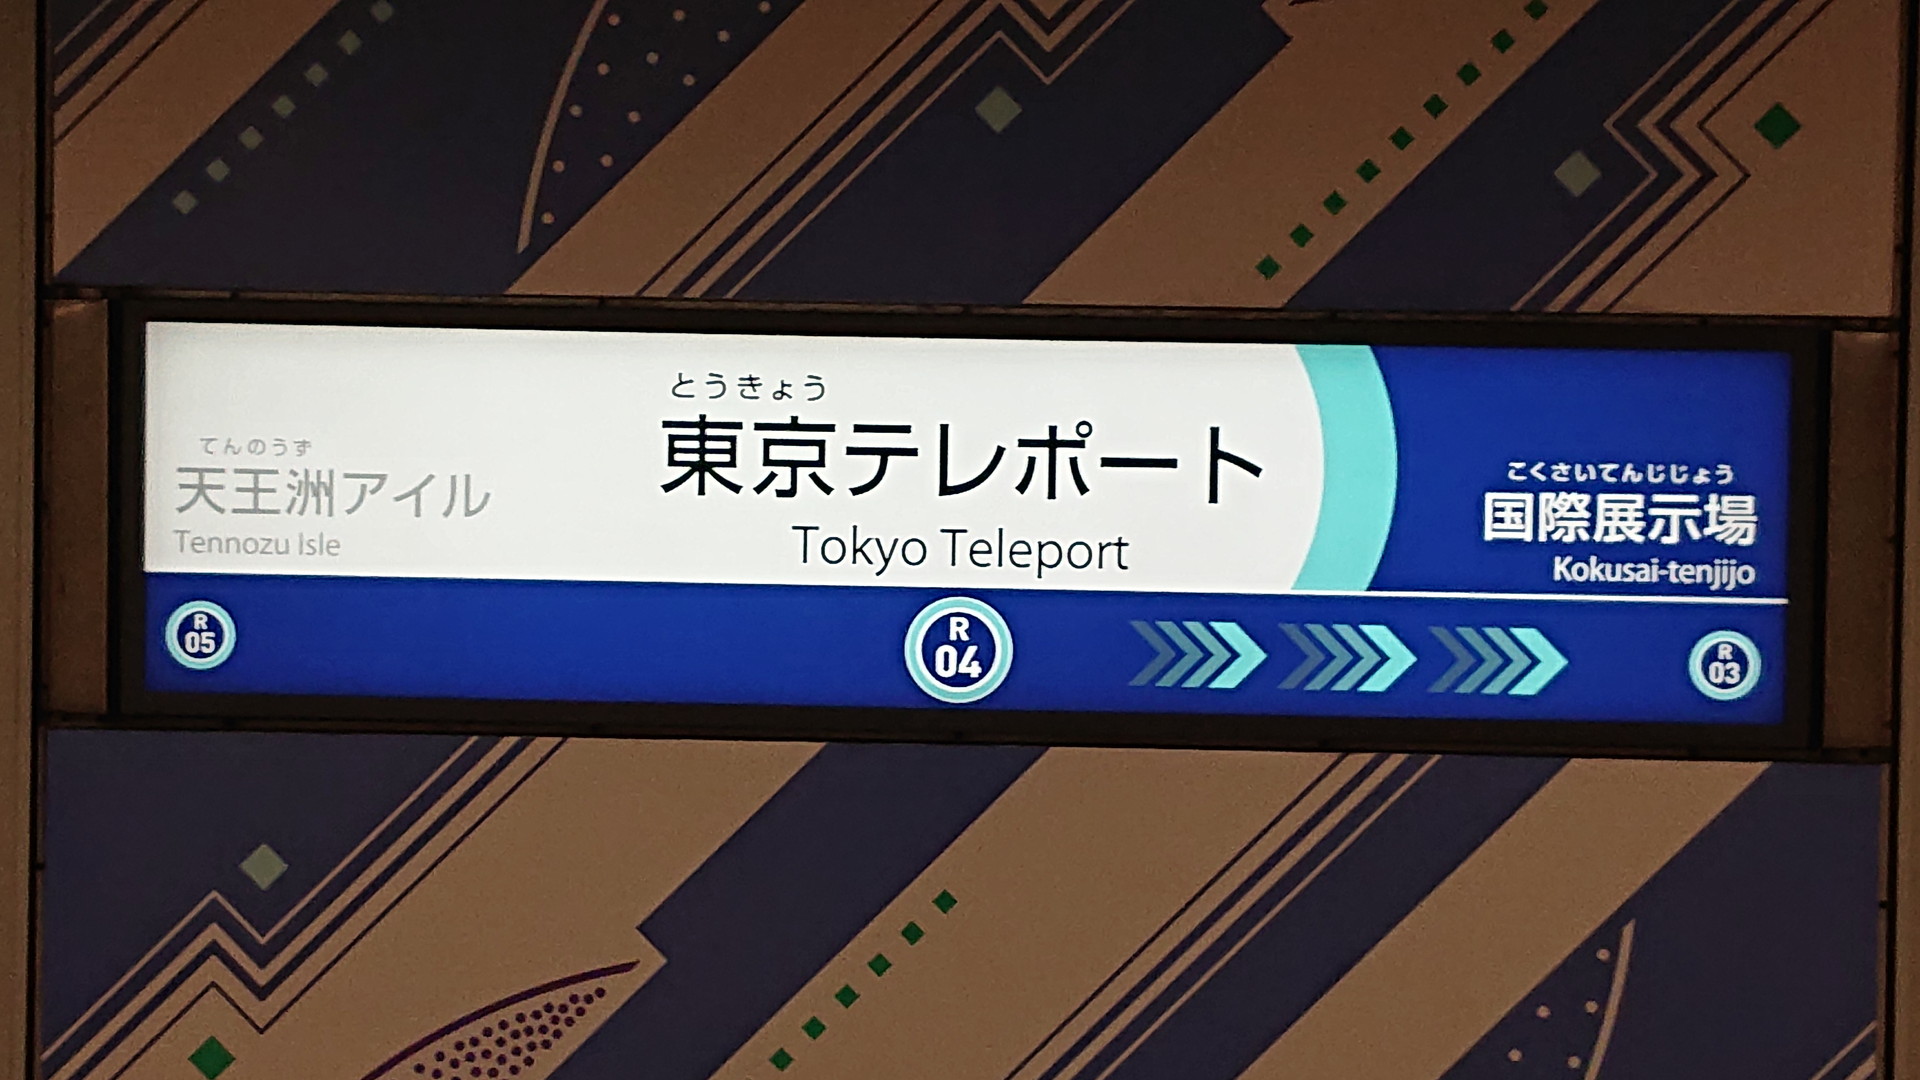 てんのうず
天王洲アイル
Tennozu Isle
とうきょう
東京テレポート
Tokyo Teleport
こくさいてんじじょう
国際展示場
Kokusai-tenjijo
R
05
R
04
R
03